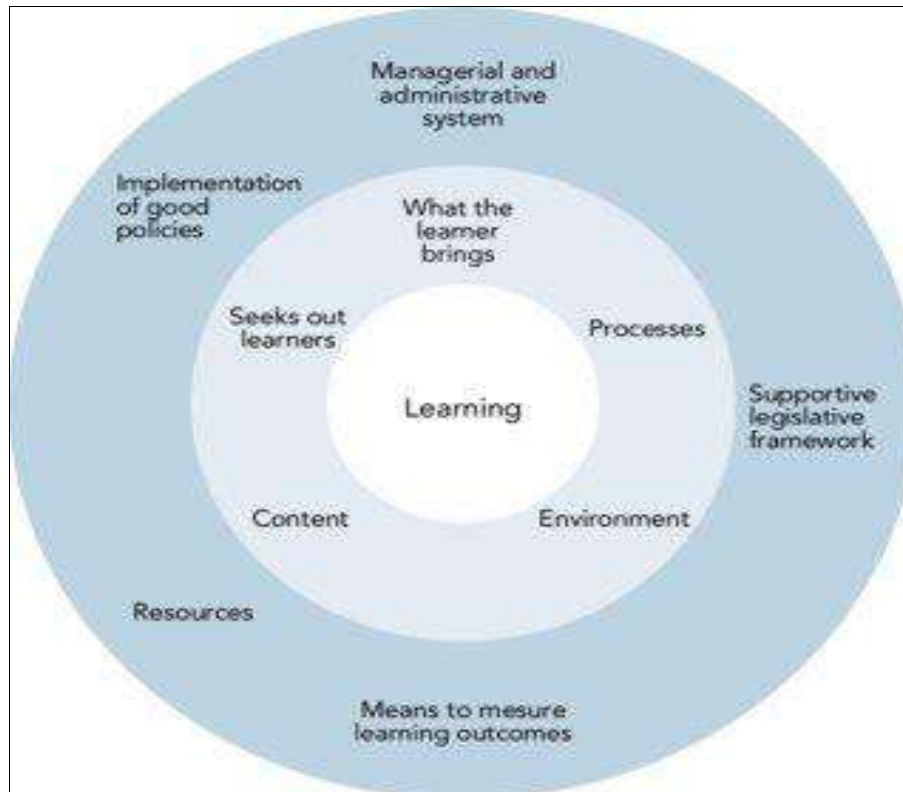 Managerial and
administrative
system
Implementation
of good
policies
What the
learner
brings
Seeks out
learners
Processes
Learning
Supportive
legislative
framework
Content
Environment
Resources
Means to mesure
learning outcomes